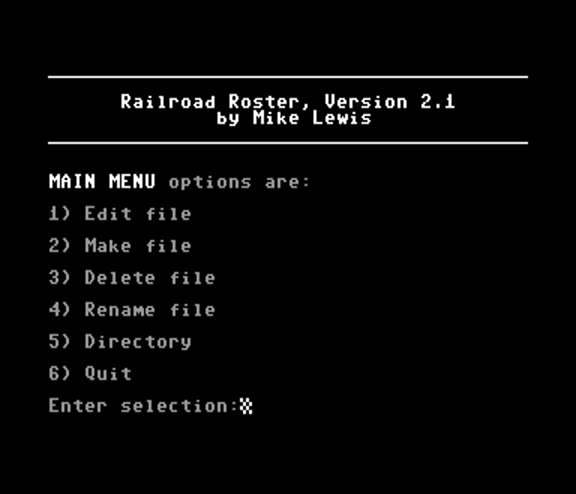 Railroad Roster, Version 2.1
by Mike Lewis
MAIN MENU options are:
1) Edit file
2) Make file
3) Delete file
4) Rename file
5) Directory
6) Quit
Enter selection: